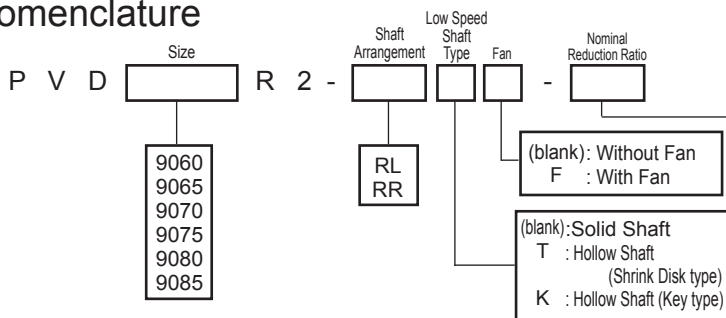 omenclature
Size
Shaft
Arrangement
Low Speed
Shaft
Type
Fan
Nominal
Reduction Ratio
P V D R 2 - -
9060
9065
9070
9075
9080
9085
RL
RR
(blank): Without Fan
F : With Fan
(blank):Solid Shaft
T : Hollow Shaft
(Shrink Disk type)
K : Hollow Shaft (Key type)